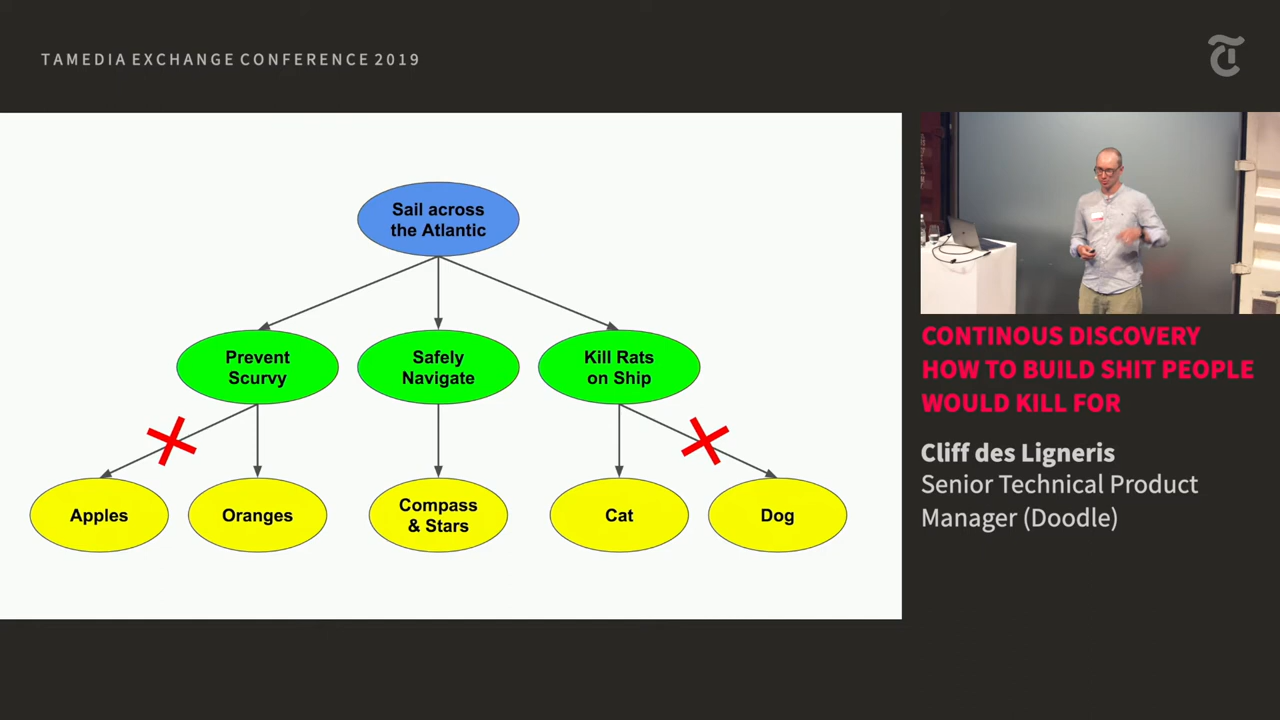 TAMEDIA EXCHANGE CONFERENCE 2019
Sail across
the Atlantic
Prevent
Scurvy
Safely
Navigate
Kill Rats
on Ship
Apples
Oranges
Compass
& Stars
Cat
Dog
CONTINOUS DISCOVERY
HOW TO BUILD SHIT PEOPLE
WOULD KILL FOR
Cliff des Ligneris
Senior Technical Product
Manager (Doodle)